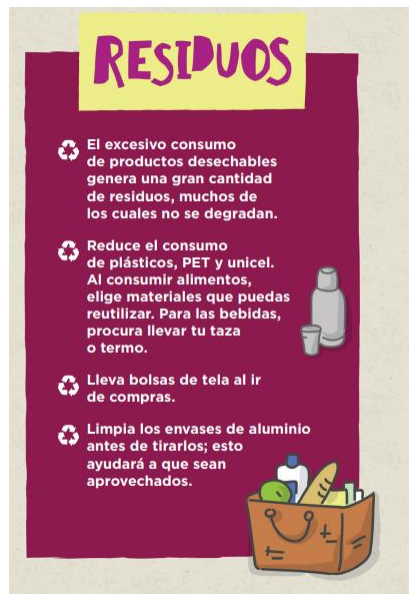 RESIDUOS
El excesivo consumo
de productos desechables
genera una gran cantidad
de residuos, muchos de
los cuales no se degradan.
Reduce el consumo
de plásticos, PET y unicel.
Al consumir alimentos,
elige materiales que puedas
reutilizar. Para las bebidas,
procura llevar tu taza
o termo.
Lleva bolsas de tela al ir
de compras.
Limpia los envases de aluminio
antes de tirarlos; esto
ayudará a que sean
aprovechados.